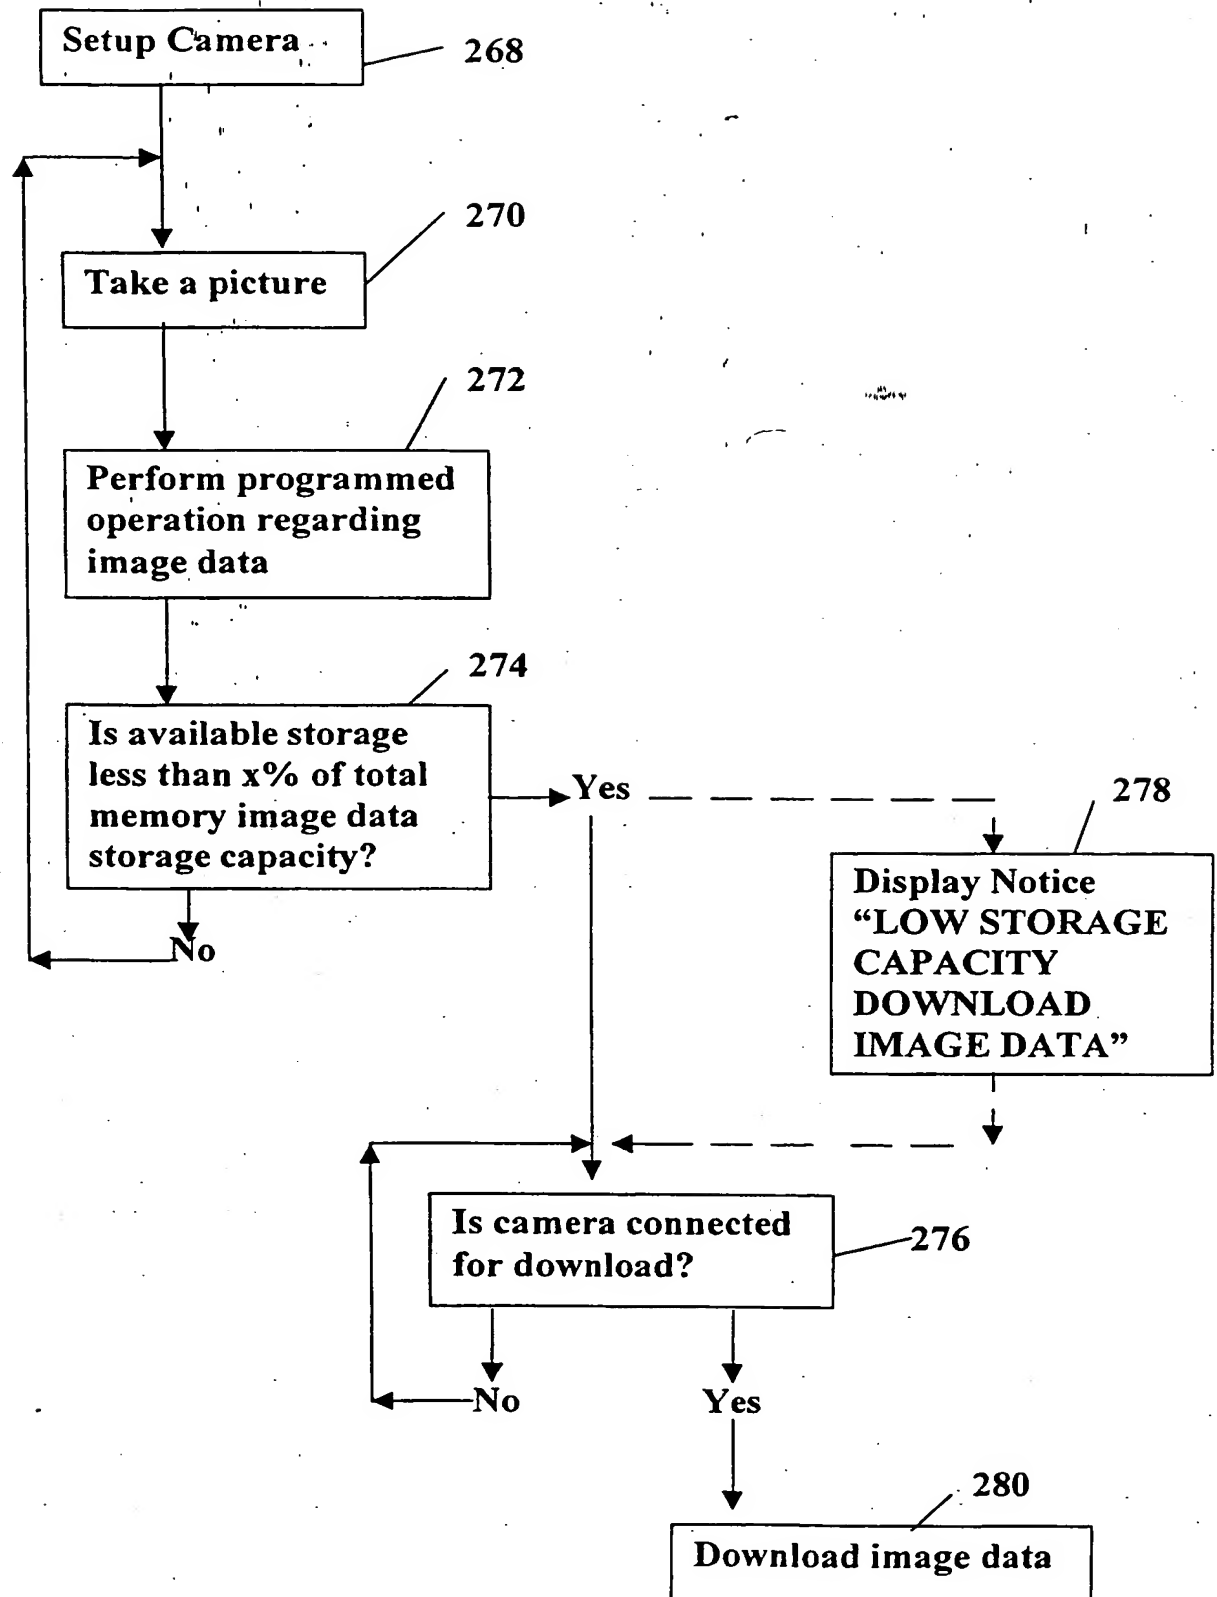 Setup Camera
268
270
Take a picture
272
Perform programmed
operation regarding
image data
274
Is available storage
less than x% of total
memory image data
storage capacity?
Yes
278
No
Display Notice
“LOW STORAGE
CAPACITY
DOWNLOAD
IMAGE DATA”
Is camera connected
for download?
276
No
Yes
280
Download image data